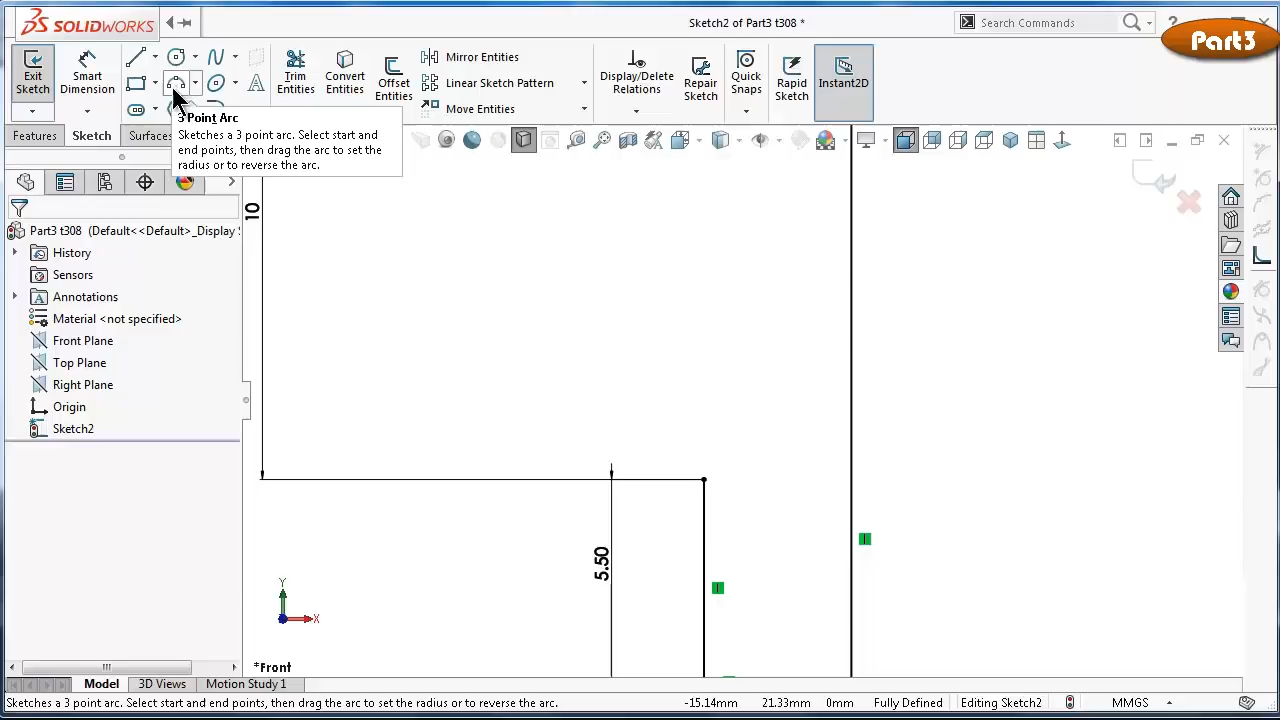 SOLIDWORKS
Sketch2 of Part3 t308 *
Search Commands
?
Part3
Exit
Sketch
Smart
Dimension
Trim
Entities
Convert
Entities
Offset
Entities
Mirror Entities
Linear Sketch Pattern
Move Entities
Display/Delete
Relations
Repair
Sketch
Quick
Snaps
Rapid
Sketch
Instant2D
Features
Sketch
Surfaces
3 Point Arc
Sketches a 3 point arc. Select start and
end points, then drag the arc to set the
radius or to reverse the arc.
Part3 t308 (Default<<Default>_Display
History
Sensors
Annotations
Material <not specified>
Front Plane
Top Plane
Right Plane
Origin
Sketch2
10
5.50
Y
X
*Front
Model
3D Views
Motion Study 1
Sketches a 3 point arc. Select start and end points, then drag the arc to set the radius or to reverse the arc.
-15.14mm
21.33mm
0mm
Fully Defined
Editing Sketch2
MMGS